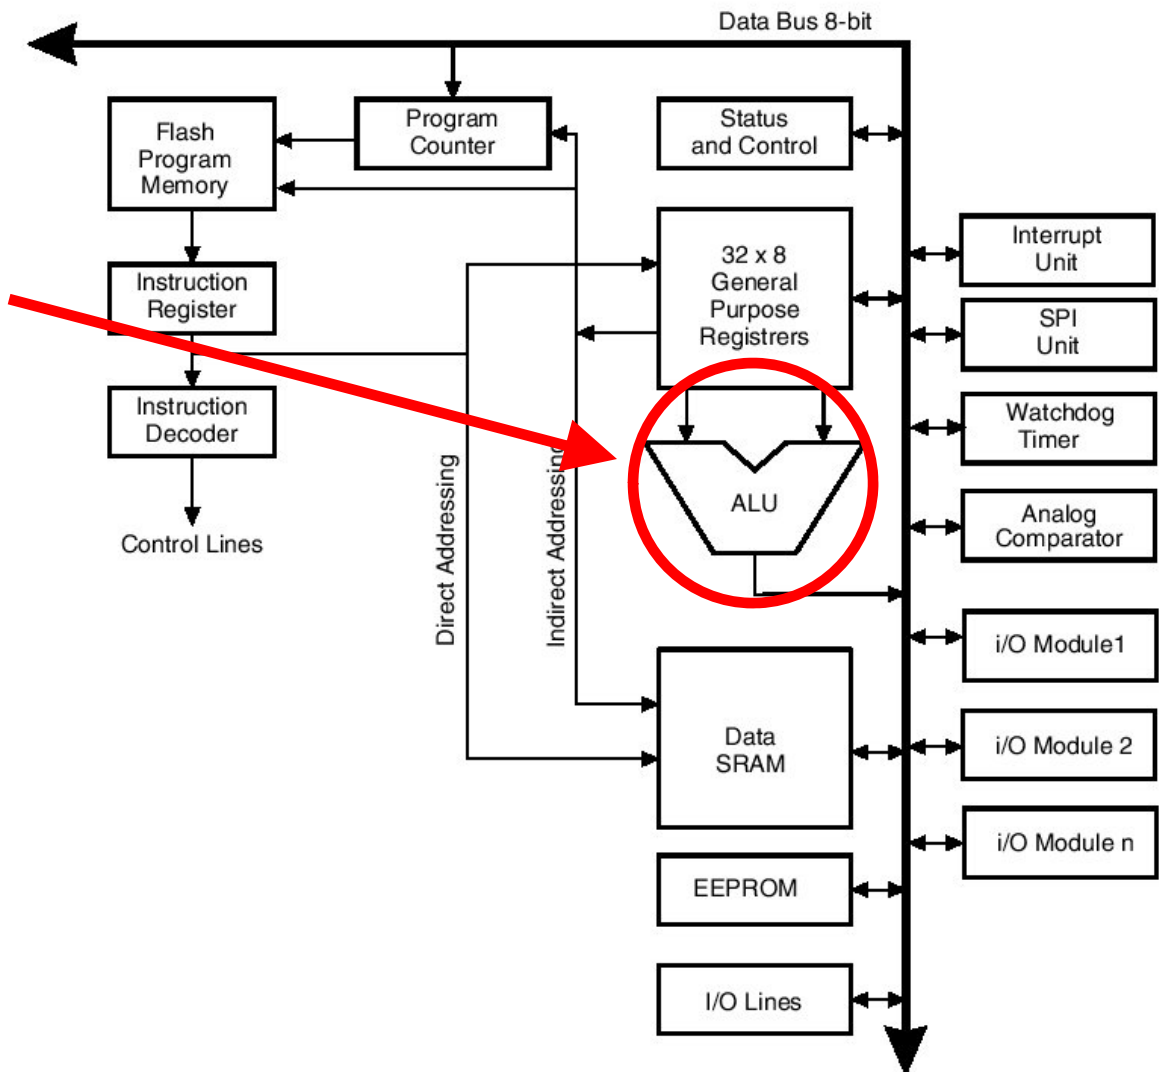 Data Bus 8-bit
Flash
Program
Memory
Program
Counter
Status
and Control
Instruction
Register
32 x 8
General
Purpose
Registrers
Interrupt
Unit
SPI
Unit
Instruction
Decoder
Watchdog
Timer
Control Lines
Direct Addressing
Indirect Addressing
ALU
Analog
Comparator
i/O Module1
Data
SRAM
i/O Module 2
i/O Module n
EEPROM
I/O Lines